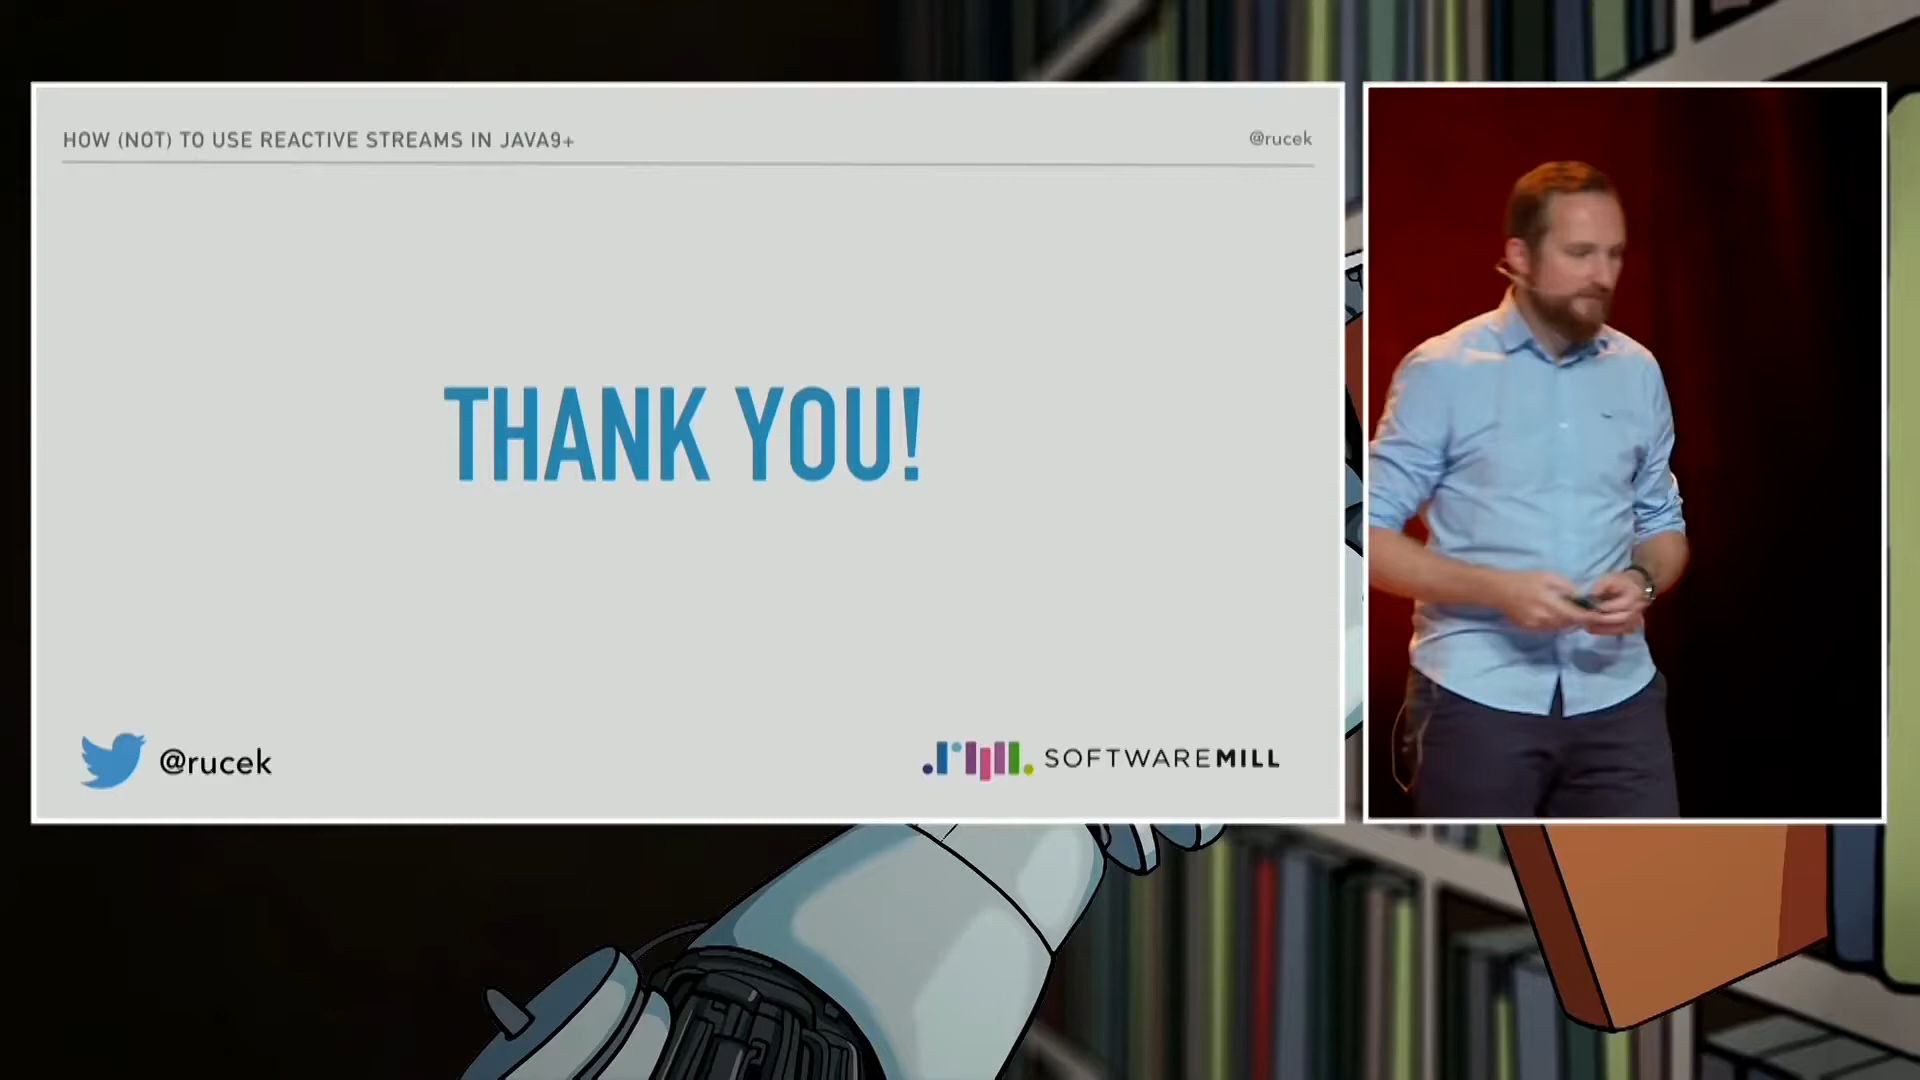 HOW (NOT) TO USE REACTIVE STREAMS IN JAVA9+
@rucek
THANK YOU!
@rucek
SOFTWAREMILL